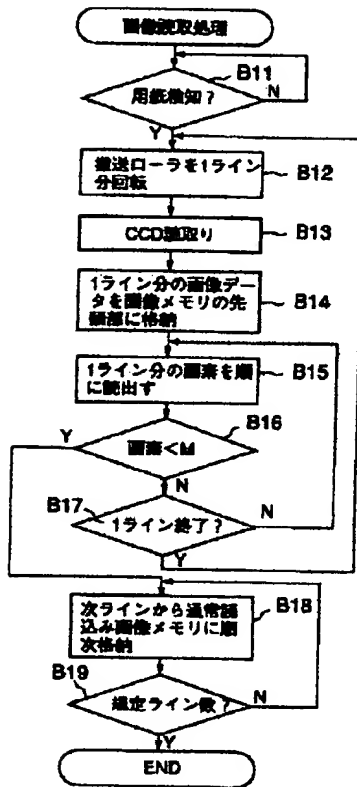 画像読取処理
B11
用紙検知?
N
Y
搬送ローラを1ライン
分回転
B12
CCD読取り
B13
1ライン分の画像デー
タを画像メモリの先
頭部に格納
B14
1ライン分の画素を順
に読出す
B15
B16
Y
画素<M
N
B17
1ライン終了?
N
Y
次ラインから通常読
込み画像メモリに順
次格納
B18
B19
規定ライン数?
N
Y
END